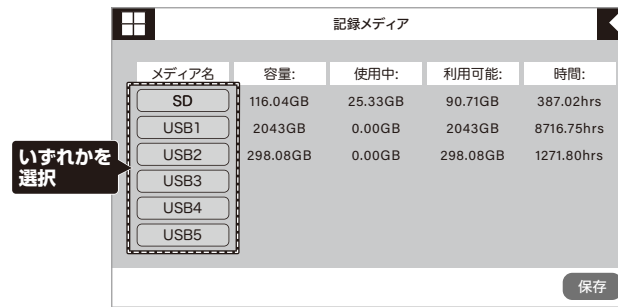 記録メディア
メディア名 容量: 使用中: 利用可能: 時間:
SD 116.04GB 25.33GB 90.71GB 387.02hrs
USB1 2043GB 0.00GB 2043GB 8716.75hrs
USB2 298.08GB 0.00GB 298.08GB 1271.80hrs
USB3
USB4
USB5
いずれかを
選択
保存